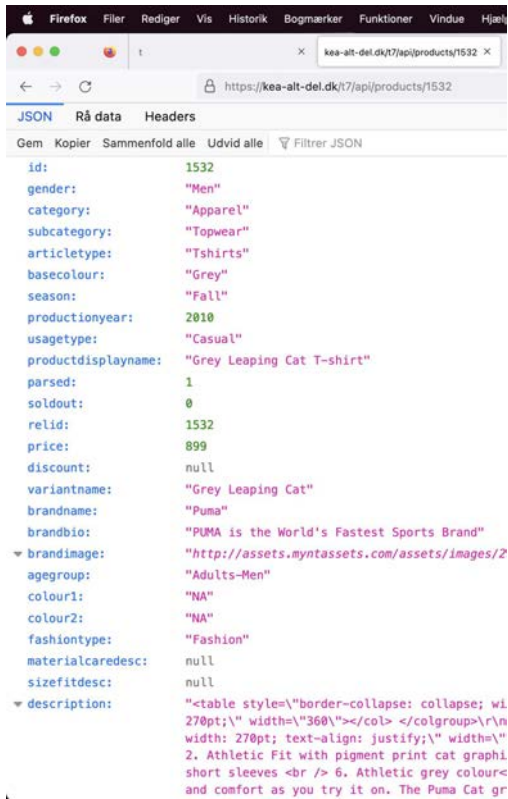 Firefox Filer Rediger Vis Historik Bogmærker Funktioner Vindue Hjælp
t × kea-alt-del.dk/t7/api/products/1532 ×
https://kea-alt-del.dk/t7/api/products/1532
JSON Rå data Headers
Gem Kopier Sammenfold alle Udvid alle Filtrer JSON
id: 1532
gender: "Men"
category: "Apparel"
subcategory: "Topwear"
articletype: "Tshirts"
basecolour: "Grey"
season: "Fall"
productionyear: 2010
usagetype: "Casual"
productdisplayname: "Grey Leaping Cat T-shirt"
parsed: 1
soldout: 0
relid: 1532
price: 899
discount: null
variantname: "Grey Leaping Cat"
brandname: "Puma"
brandbio: "PUMA is the World's Fastest Sports Brand"
brandimage: "http://assets.myntassets.com/assets/images/2
agegroup: "Adults-Men"
colour1: "NA"
colour2: "NA"
fashiontype: "Fashion"
materialcaredesc: null
sizefitdesc: null
description: "<table style=\"border-collapse: collapse; wi
270pt;\" width=\"360\"></col> </colgroup>\r\n
width: 270pt; text-align: justify;\" width=\"
2. Athletic Fit with pigment print cat graphi
short sleeves <br /> 6. Athletic grey colour<
and comfort as you try it on. The Puma Cat gr